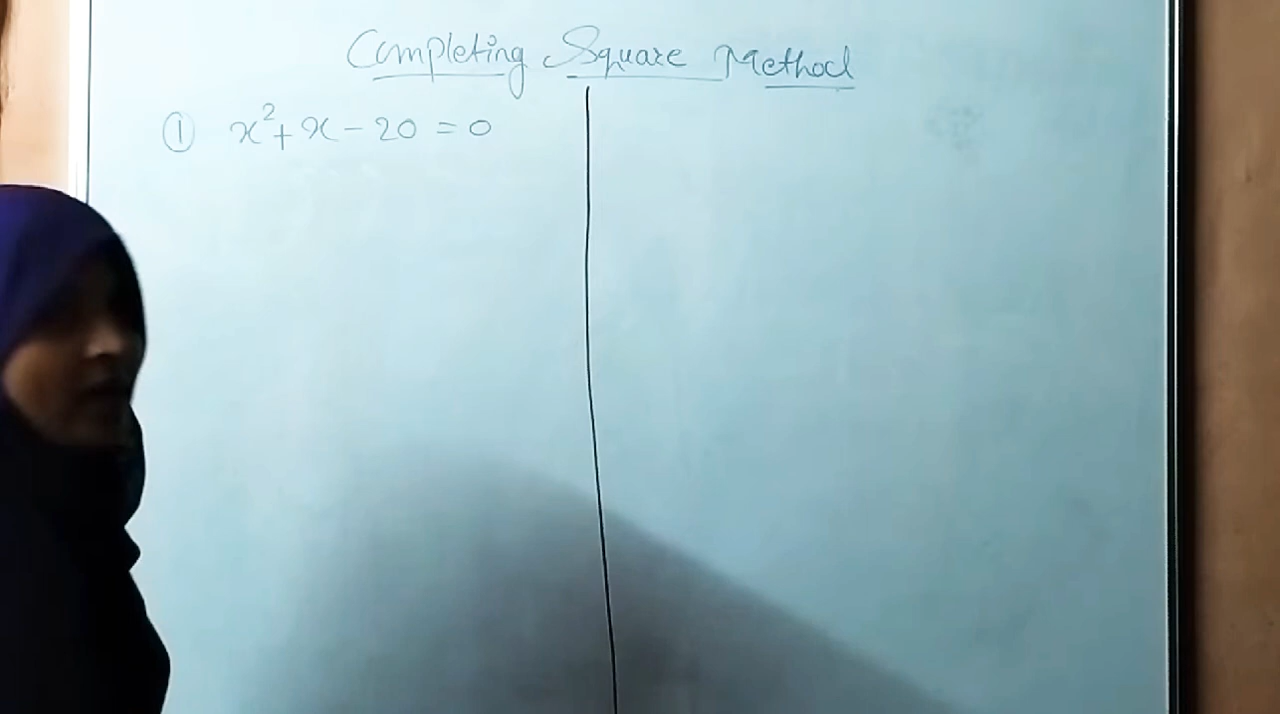 Completing Square Method
① x²+x-20=0